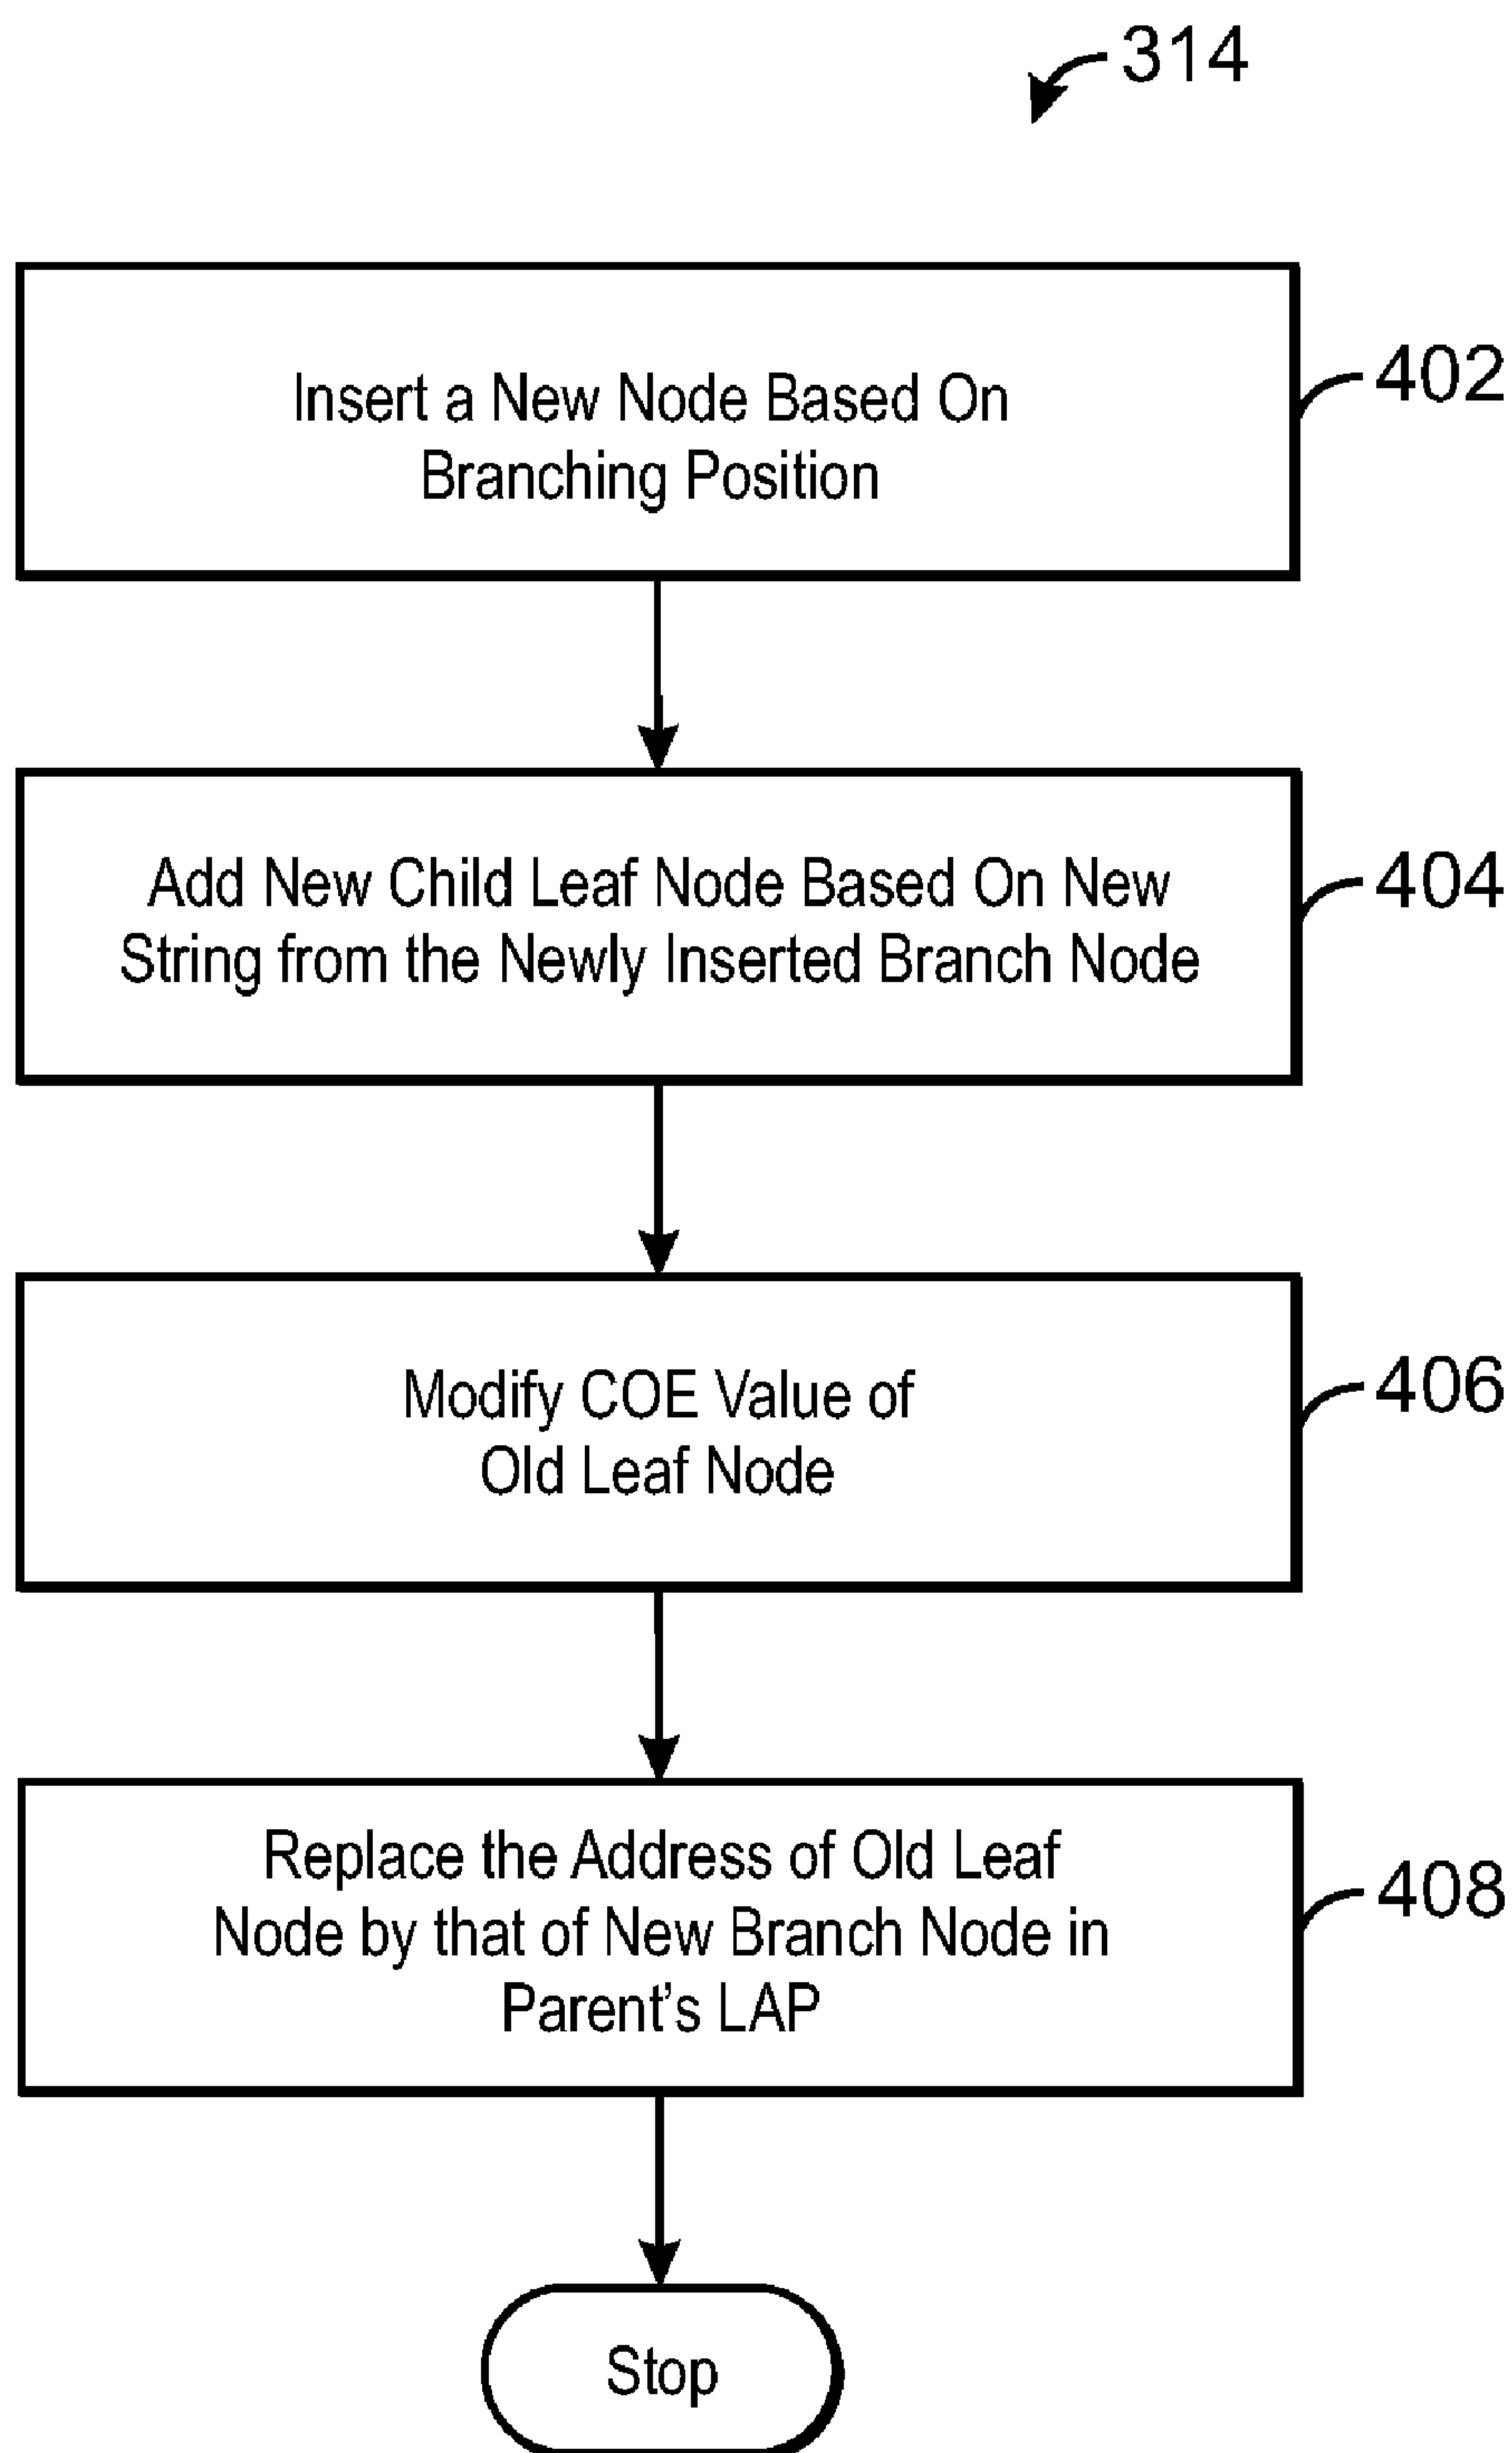 314
Insert a New Node Based On
Branching Position
402
Add New Child Leaf Node Based On New
String from the Newly Inserted Branch Node
404
Modify COE Value of
Old Leaf Node
406
Replace the Address of Old Leaf
Node by that of New Branch Node in
Parent's LAP
408
Stop